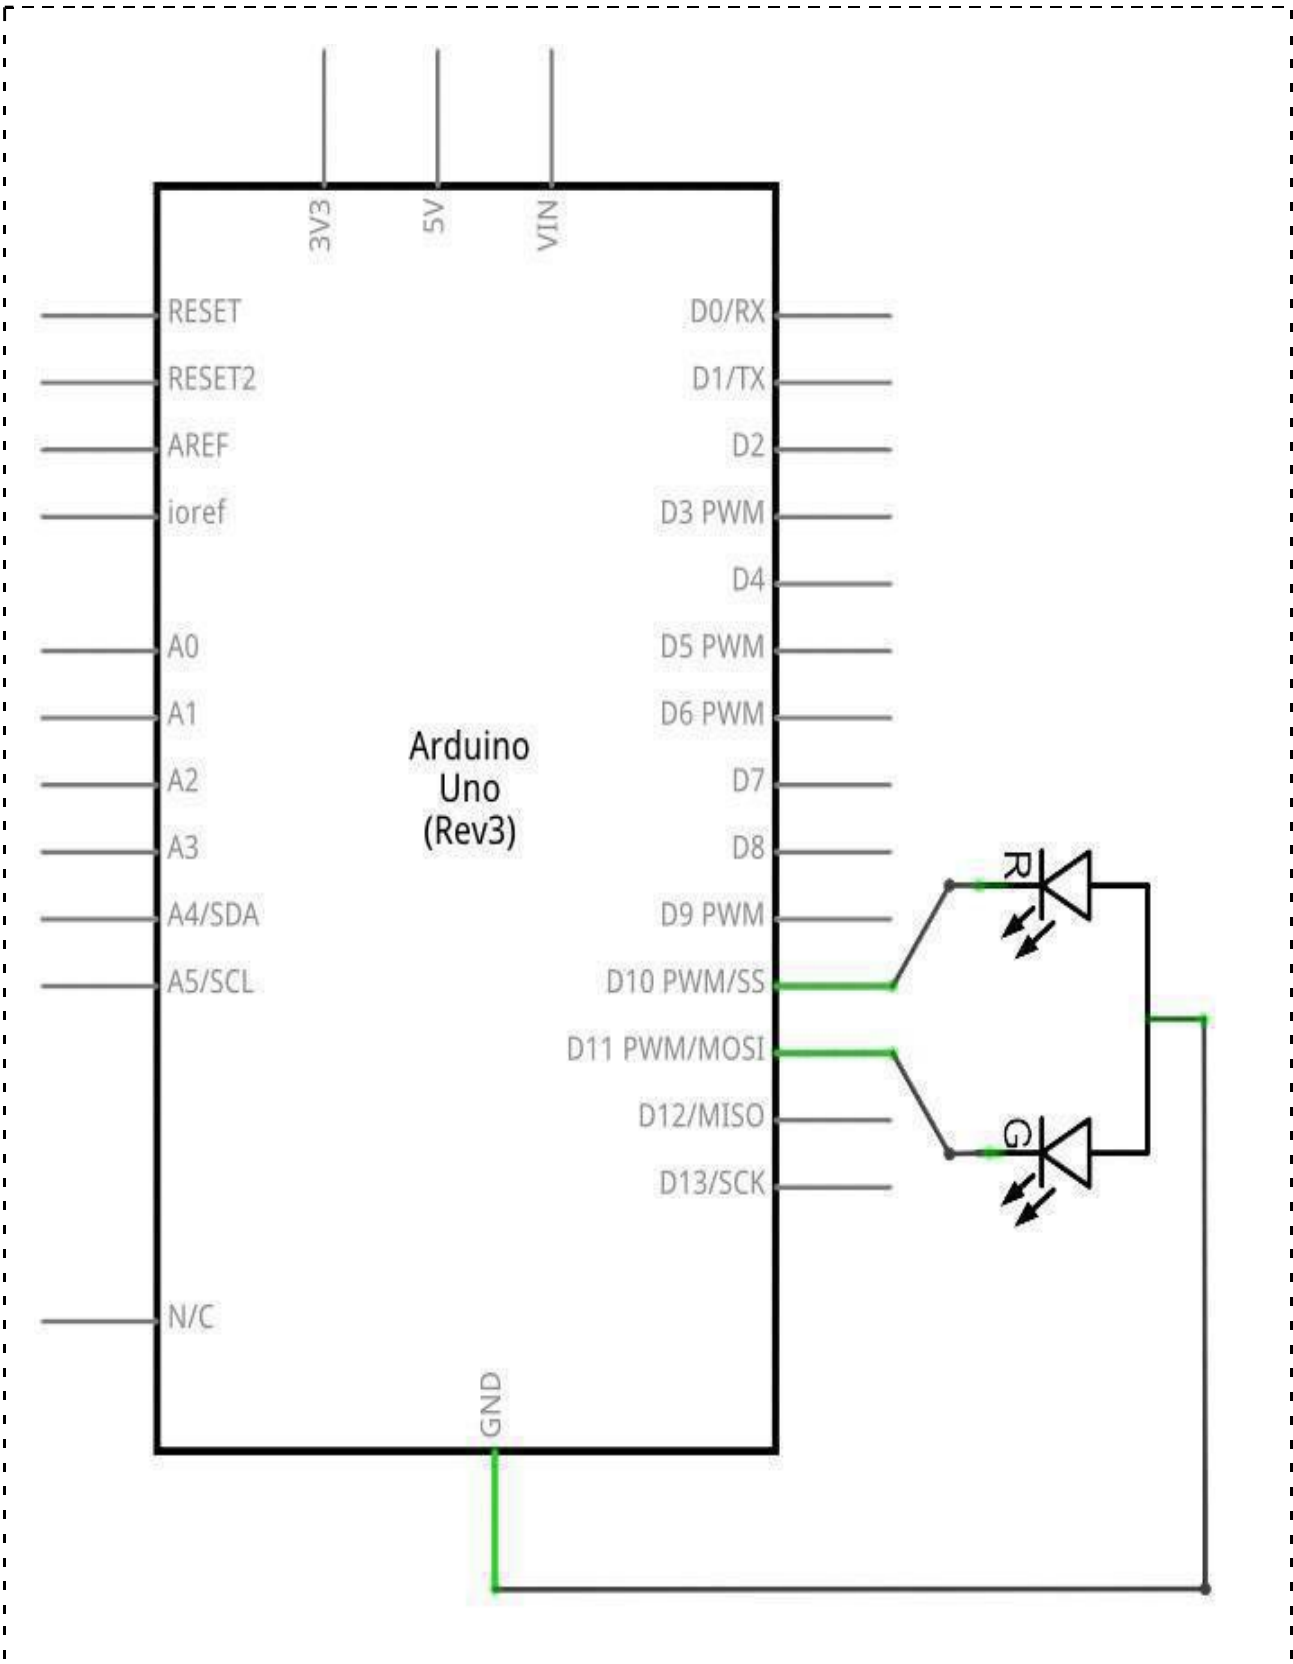 3V3
5V
VIN
RESET
D0/RX
RESET2
D1/TX
AREF
D2
ioref
D3 PWM
D4
A0
D5 PWM
A1
D6 PWM
Arduino
Uno
(Rev3)
A2
D7
A3
D8
R
A4/SDA
D9 PWM
A5/SCL
D10 PWM/SS
D11 PWM/MOSI
D12/MISO
G
D13/SCK
N/C
GND